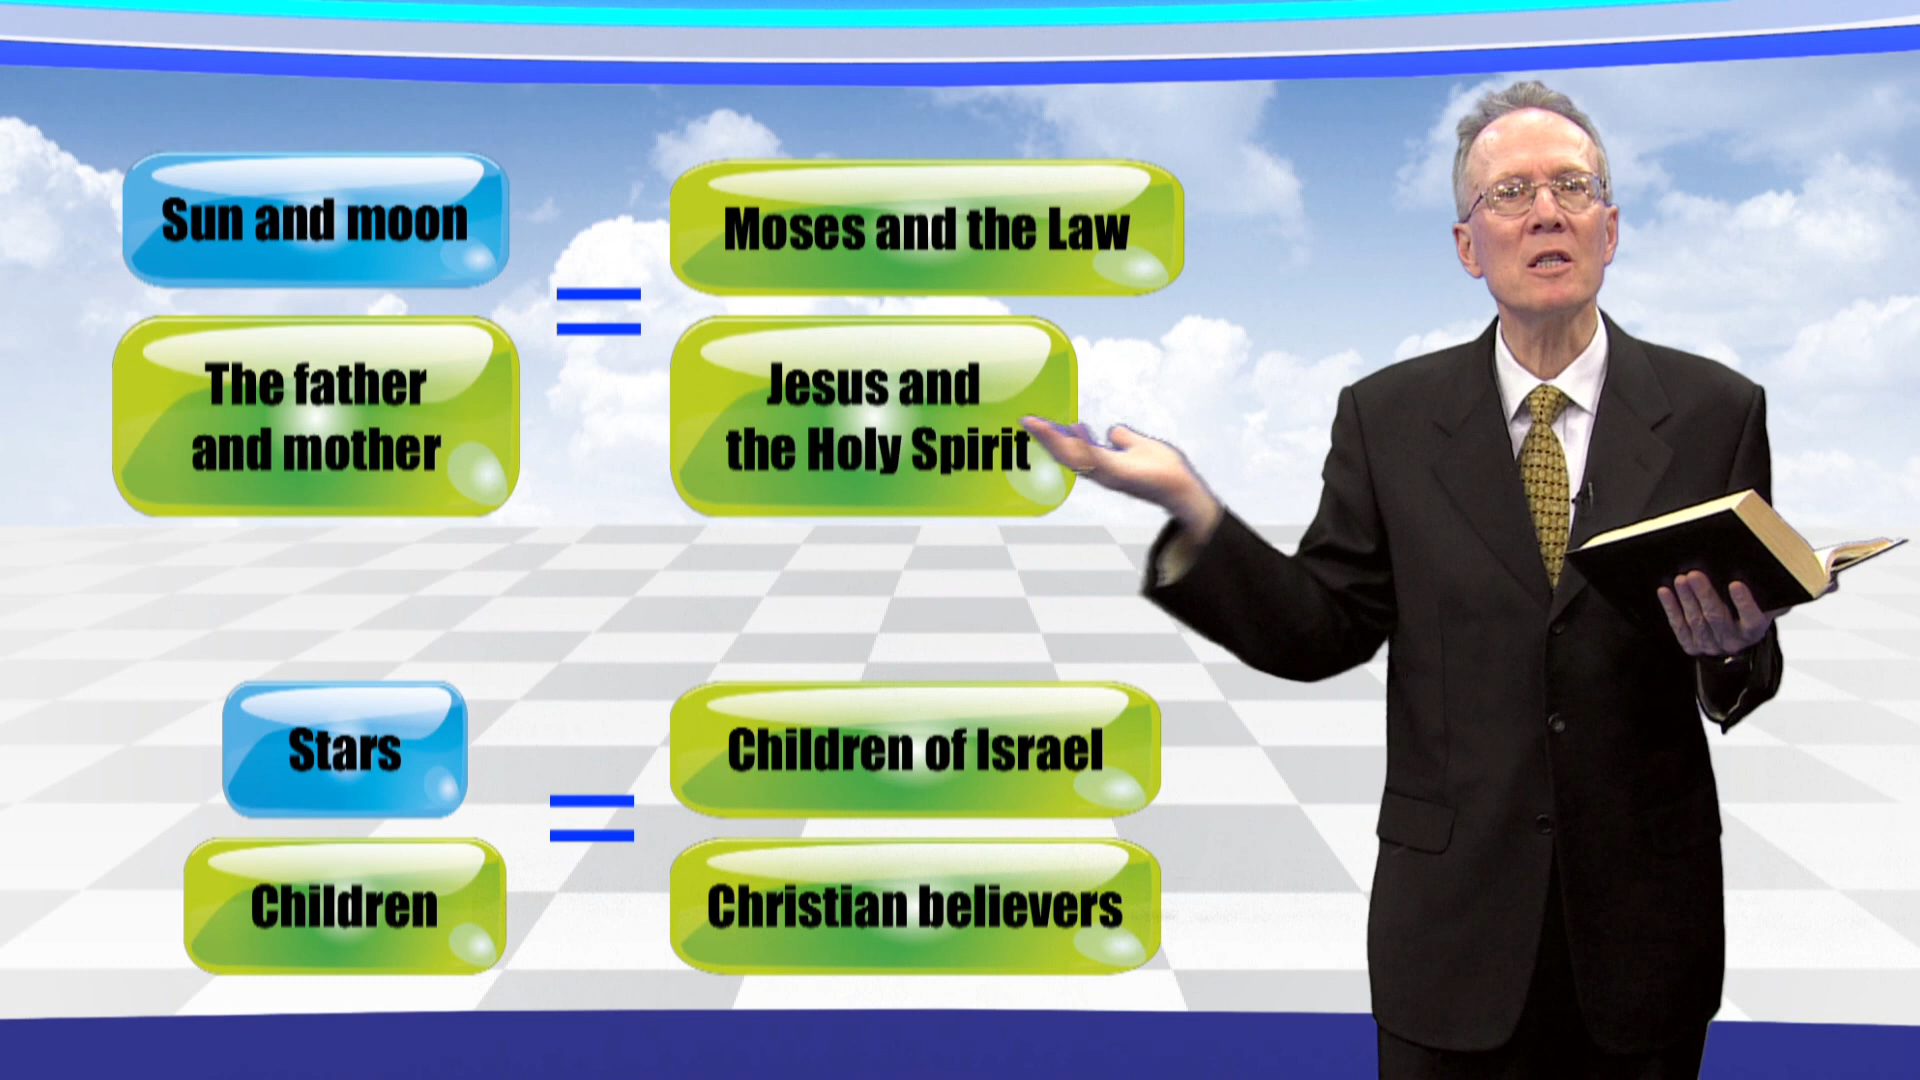 Sun and moon
Moses and the Law
The father
and mother
Jesus and
the Holy Spirit
Stars
Children of Israel
Children
Christian believers